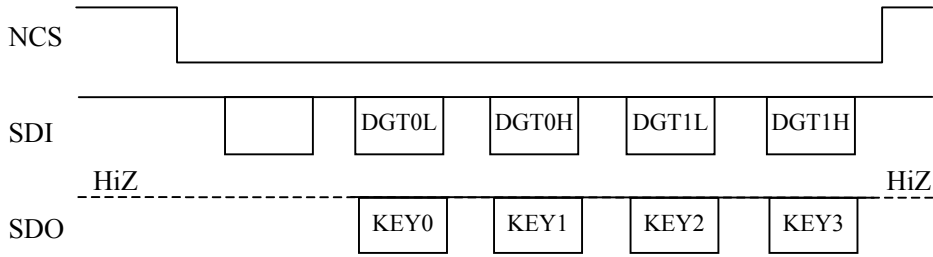 NCS
SDI
DGT0L DGT0H DGT1L DGT1H
HiZ HiZ
SDO
KEY0 KEY1 KEY2 KEY3